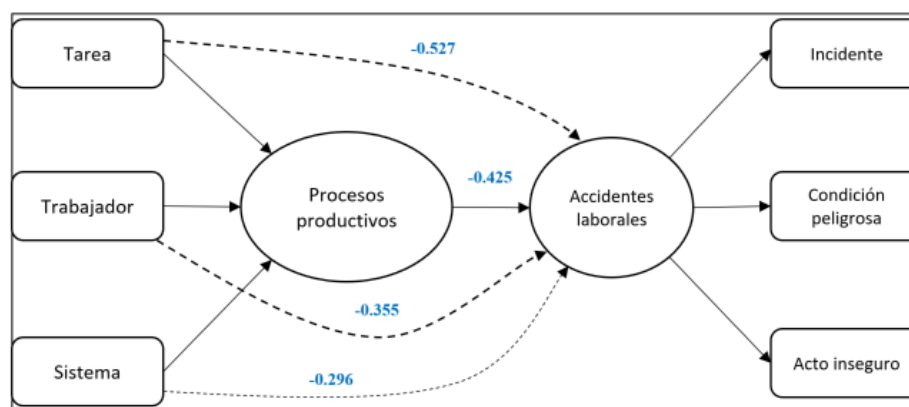 Tarea
-0.527
Incidente
Procesos
productivos
-0.425
Accidentes
laborales
Trabajador
Condición
peligrosa
-0.355
Sistema
-0.296
Acto inseguro